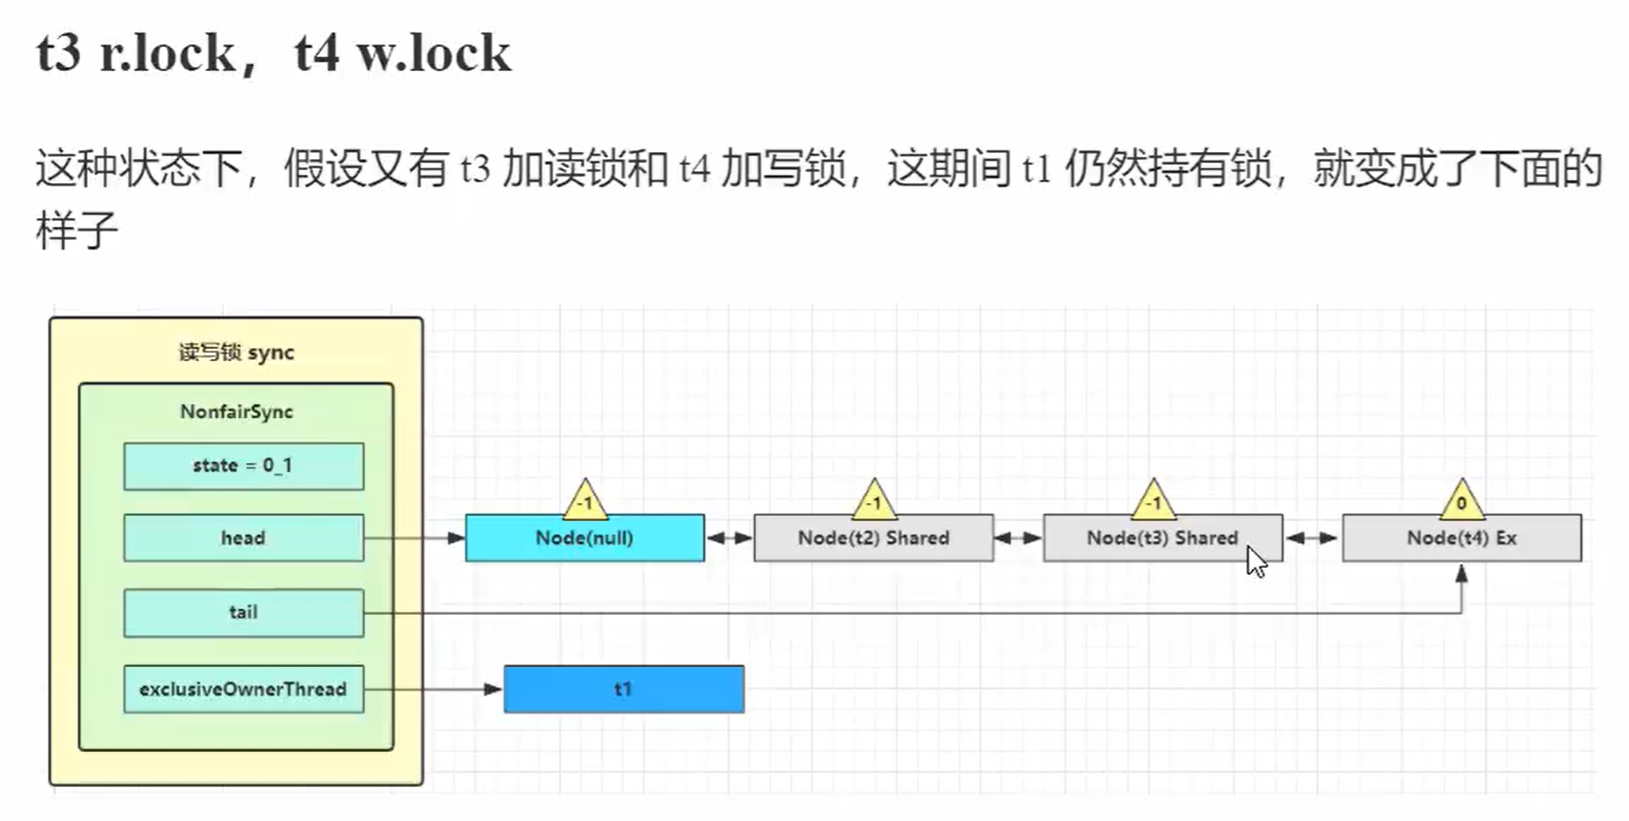 t3 r.lock，t4 w.lock
这种状态下，假设又有 t3 加读锁和 t4 加写锁，这期间 t1 仍然持有锁，就变成了下面的
样子
读写锁 sync
NonfairSync
state = 0_1
head
tail
exclusiveOwnerThread
-1
Node(null)
-1
Node(t2) Shared
-1
Node(t3) Shared
0
Node(t4) Ex
t1